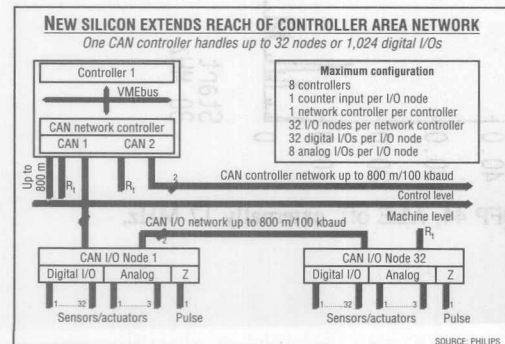 NEW SILICON EXTENDS REACH OF CONTROLLER AREA NETWORK
One CAN controller handles up to 32 nodes or 1,024 digital I/Os
Controller 1
VMEbus
CAN network controller
CAN 1 CAN 2
Maximum configuration
8 controllers
1 counter input per I/O node
1 network controller per controller
32 I/O nodes per network controller
32 digital I/Os per I/O node
8 analog I/Os per I/O node
Up to
800 m
Rt
Rt
2
CAN controller network up to 800 m/100 kbaud
Control level
Machine level
CAN I/O network up to 800 m/100 kbaud
2
Rt
CAN I/O Node 1
Digital I/O Analog Z
1 32 1 3 1
Sensors/actuators Pulse
CAN I/O Node 32
Digital I/O Analog Z
1 32 1 3 1
Sensors/actuators Pulse
SOURCE: PHILIPS